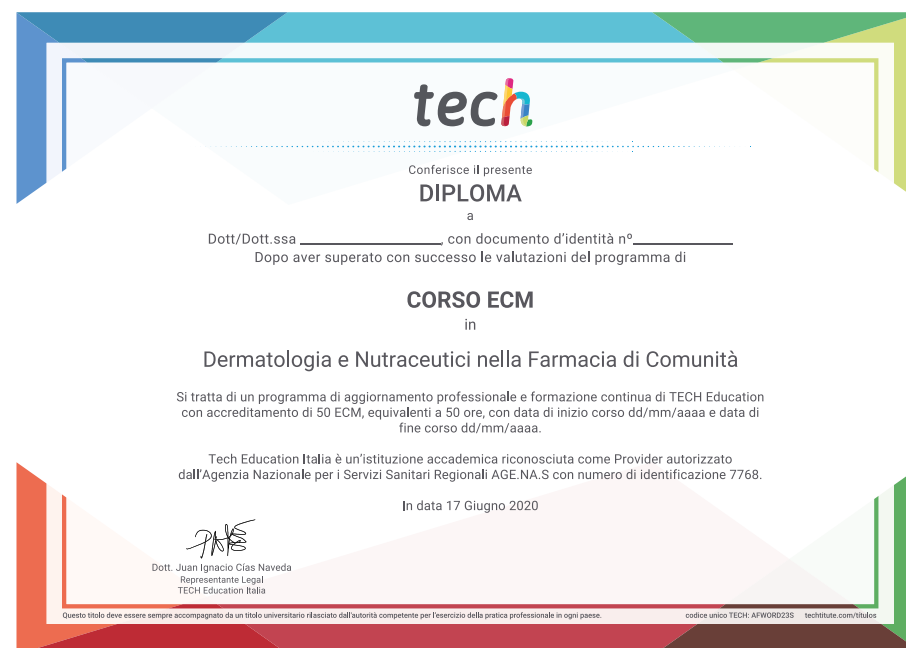 tech
Conferisce il presente
DIPLOMA
a
Dott/Dott.ssa ____________________, con documento d'identità nº______________
Dopo aver superato con successo le valutazioni del programma di
CORSO ECM
in
Dermatologia e Nutraceutici nella Farmacia di Comunità
Si tratta di un programma di aggiornamento professionale e formazione continua di TECH Education
con accreditamento di 50 ECM, equivalenti a 50 ore, con data di inizio corso dd/mm/aaaa e data di
fine corso dd/mm/aaaa.
Tech Education Italia è un'istituzione accademica riconosciuta come Provider autorizzato
dall'Agenzia Nazionale per i Servizi Sanitari Regionali AGE.NA.S con numero di identificazione 7768.
In data 17 Giugno 2020
Dott. Juan Ignacio Cías Naveda
Representante Legal
TECH Education Italia
Questo titolo deve essere sempre accompagnato da un titolo universitario rilasciato dall'autorità competente per l'esercizio della pratica professionale in ogni paese. codice unico TECH: AFWORD23S techtitute.com/titulos